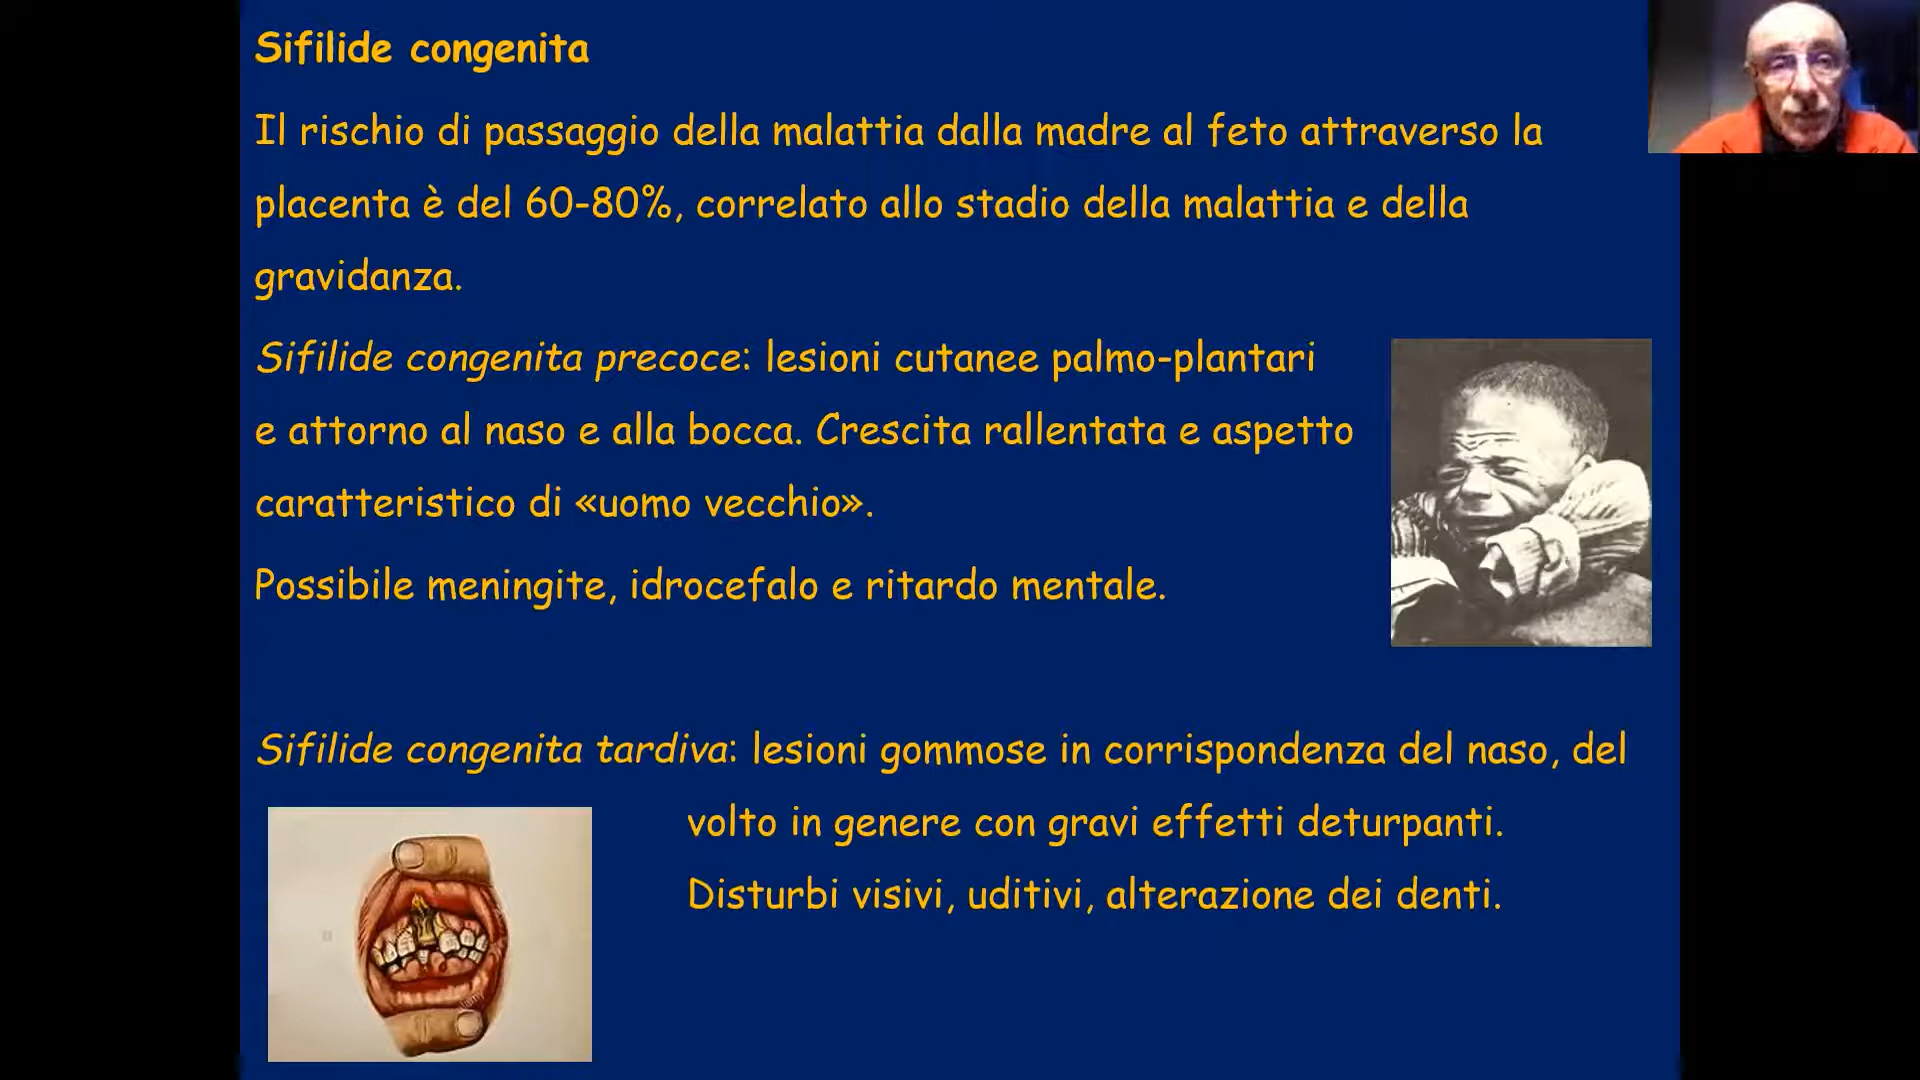 Sifilide congenita
Il rischio di passaggio della malattia dalla madre al feto attraverso la
placenta è del 60-80%, correlato allo stadio della malattia e della
gravidanza.
Sifilide congenita precoce: lesioni cutanee palmo-plantari
e attorno al naso e alla bocca. Crescita rallentata e aspetto
caratteristico di «uomo vecchio».
Possibile meningite, idrocefalo e ritardo mentale.
Sifilide congenita tardiva: lesioni gommose in corrispondenza del naso, del
volto in genere con gravi effetti deturpanti.
Disturbi visivi, uditivi, alterazione dei denti.